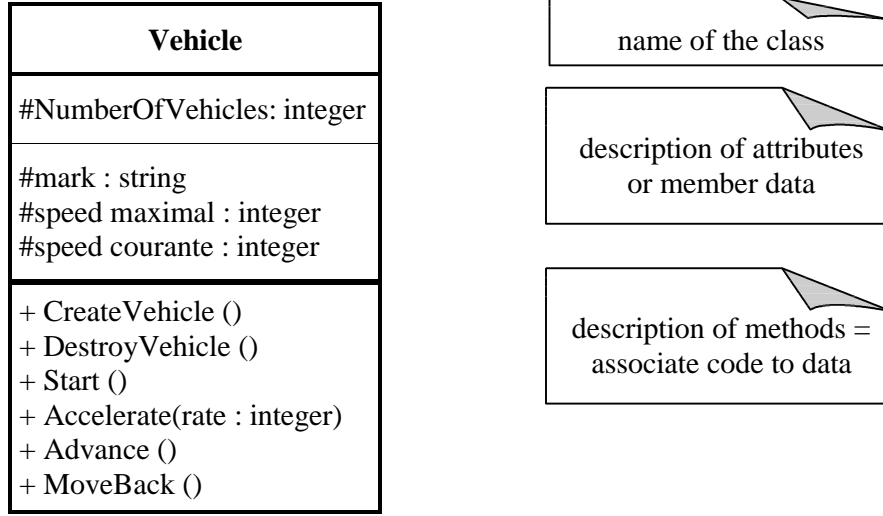 Vehicle
#NumberOfVehicles: integer
#mark : string
#speed maximal : integer
#speed courante : integer
+ CreateVehicle ()
+ DestroyVehicle ()
+ Start ()
+ Accelerate(rate : integer)
+ Advance ()
+ MoveBack ()
name of the class
description of attributes
or member data
description of methods =
associate code to data